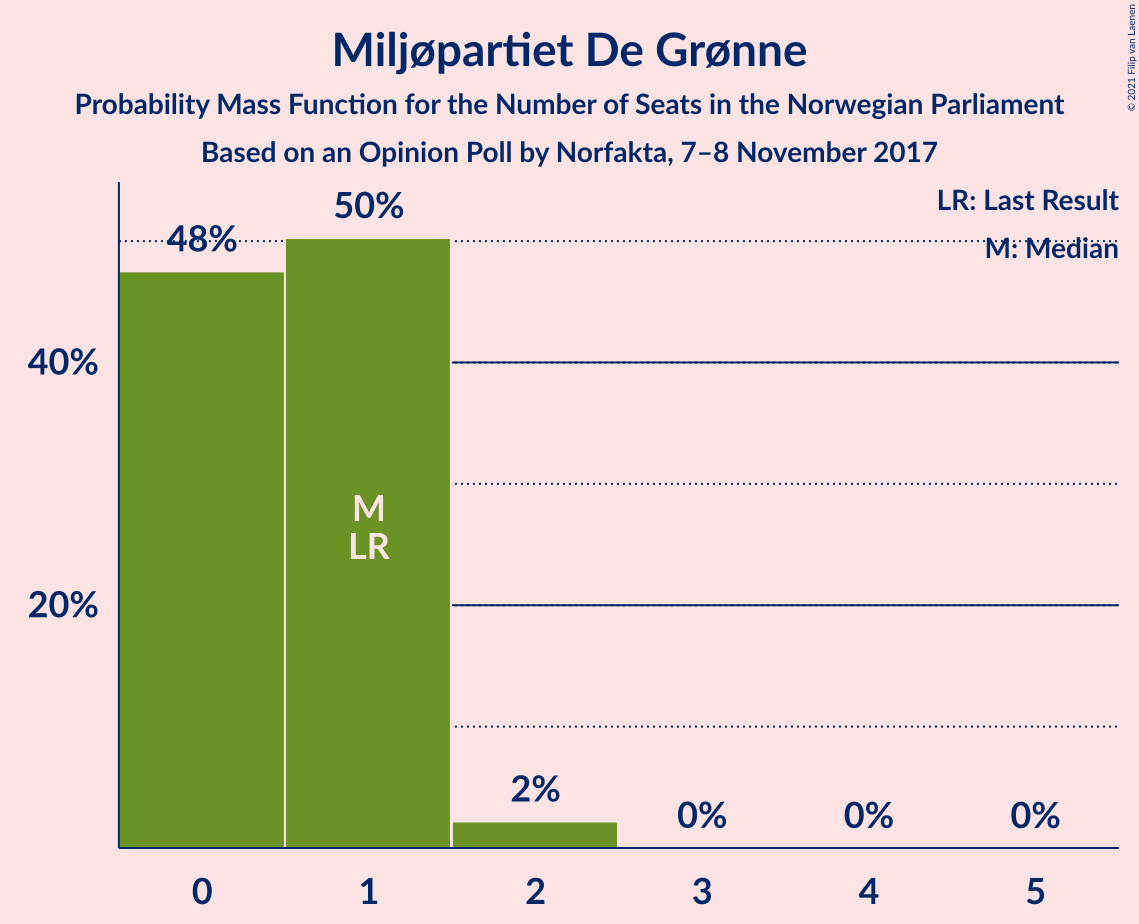 Miljøpartiet De Grønne
Probability Mass Function for the Number of Seats in the Norwegian Parliament
Based on an Opinion Poll by Norfakta, 7–8 November 2017
© 2021 Filip van Laenen
LR: Last Result
M: Median
50%
48%
40%
M
LR
20%
2%
0%
0%
0%
0
1
2
3
4
5